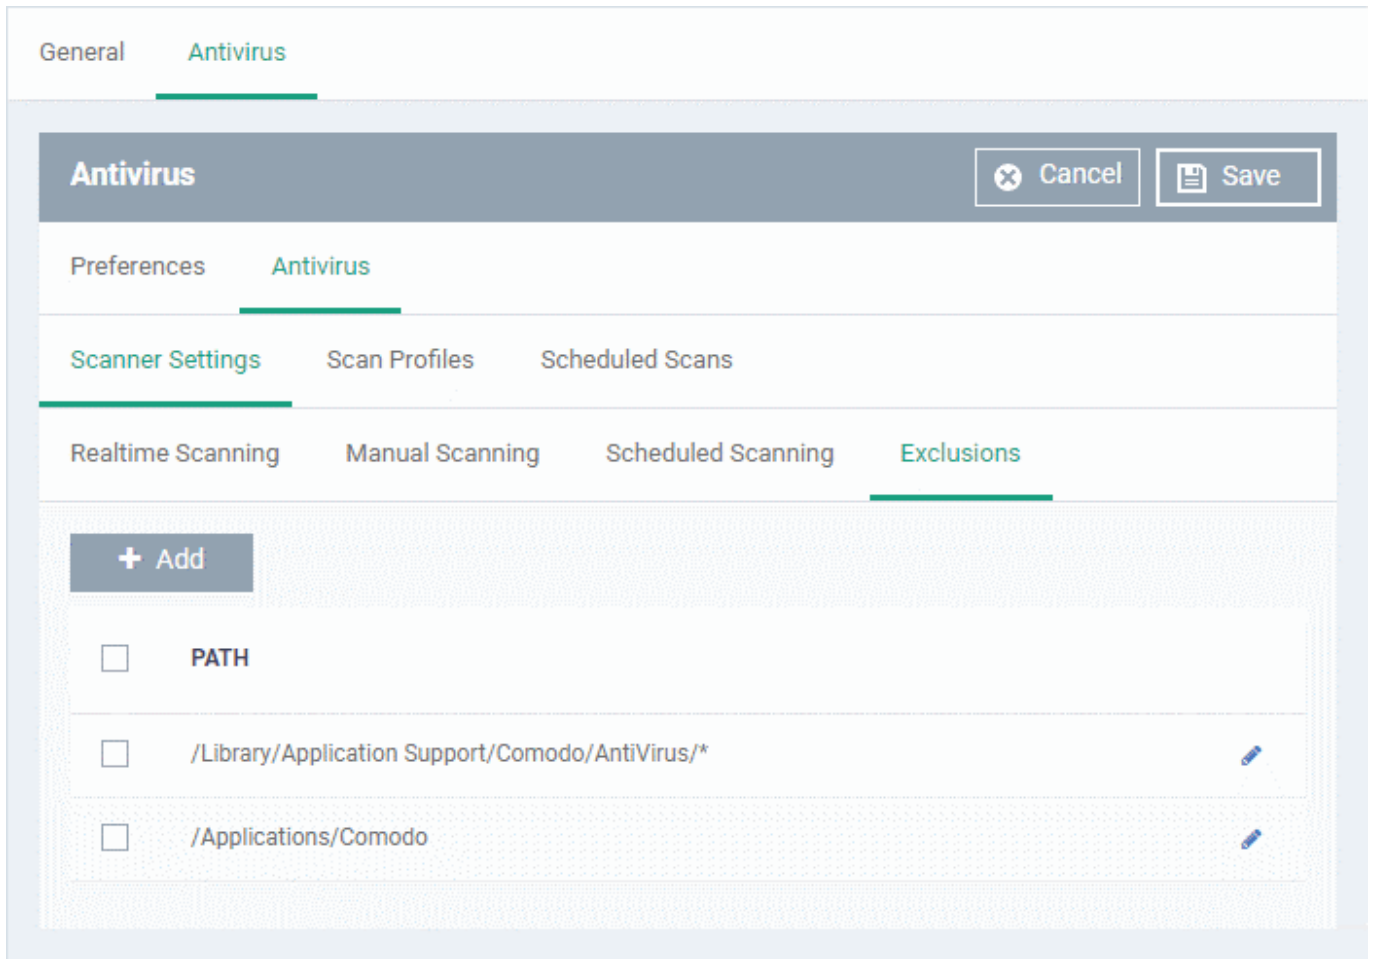 General Antivirus
Antivirus Cancel Save
Preferences Antivirus
Scanner Settings Scan Profiles Scheduled Scans
Realtime Scanning Manual Scanning Scheduled Scanning Exclusions
Add
PATH
/Library/Application Support/Comodo/AntiVirus/*
/Applications/Comodo